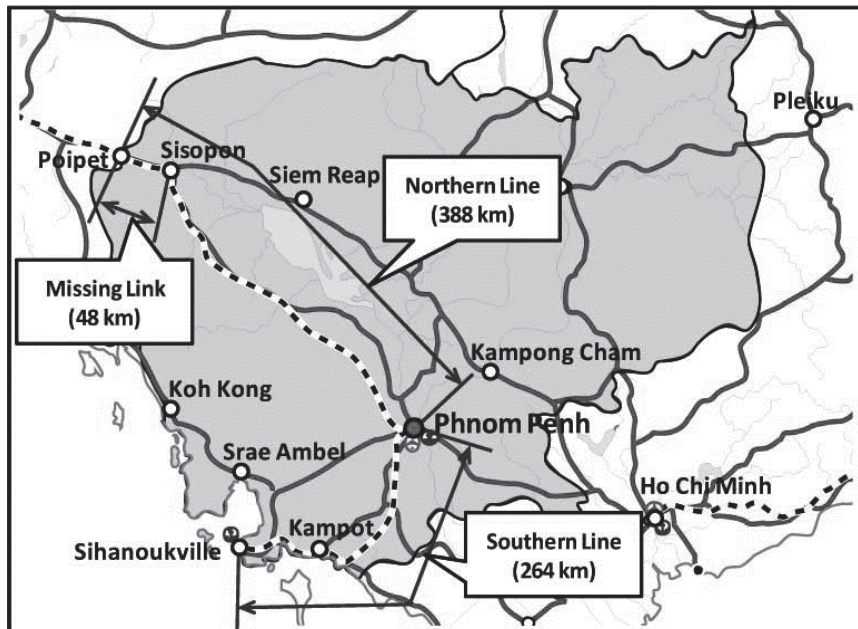 Pleiku
Poipet
Sisopon
Siem Reap
Northern Line
(388 km)
Missing Link
(48 km)
Kampong Cham
Koh Kong
Phnom Penh
Srae Ambel
Ho Chi Minh
Sihanoukville
Kampot
Southern Line
(264 km)